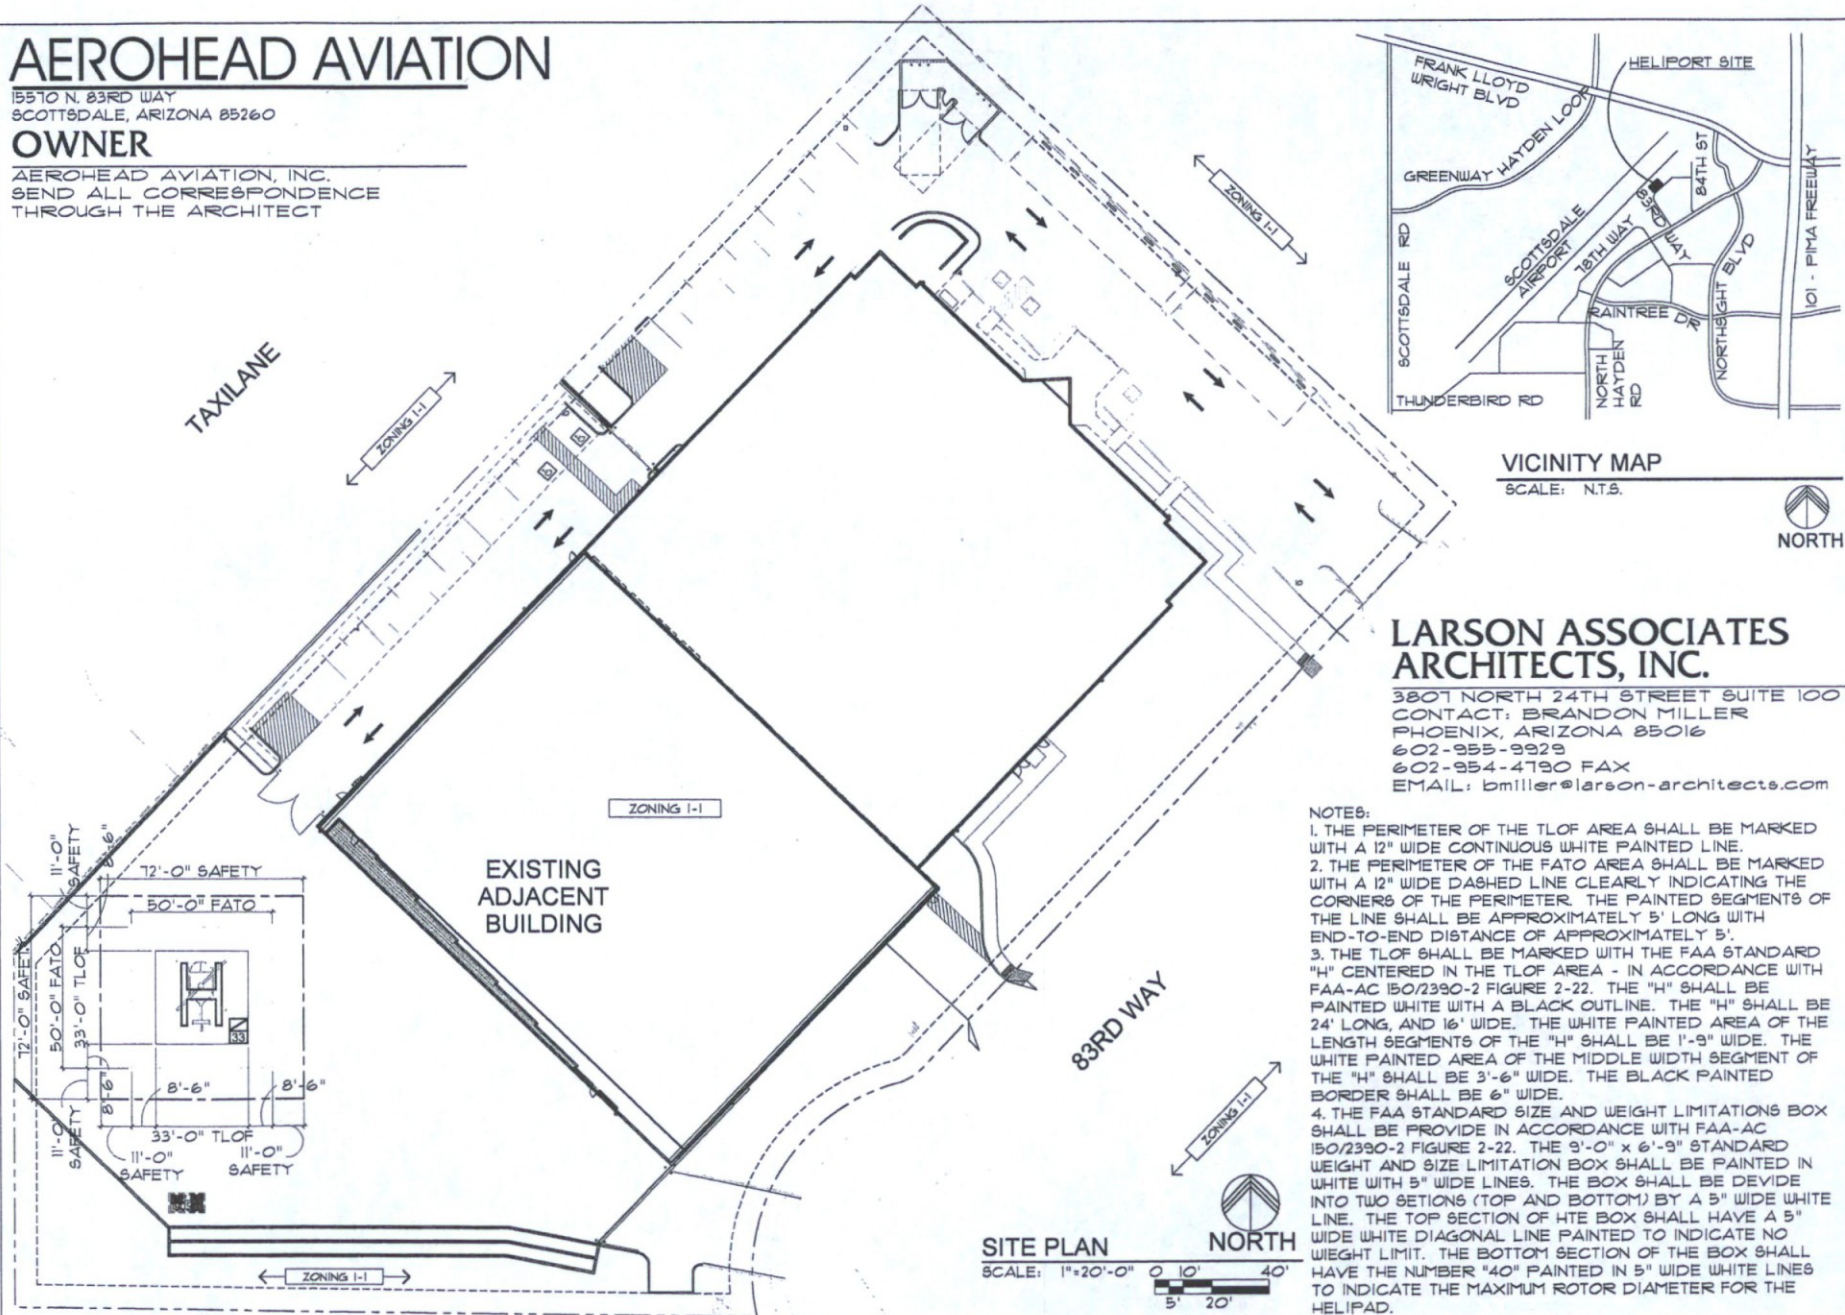 AEROHEAD AVIATION
15570 N. 83RD WAY
SCOTTSDALE, ARIZONA 85260
OWNER
AEROHEAD AVIATION, INC.
SEND ALL CORRESPONDENCE
THROUGH THE ARCHITECT
TAXILANE
ZONING I-1
ZONING I-1
FRANK LLOYD
WRIGHT BLVD
HELIPORT SITE
GREENWAY HAYDEN LOOP
84TH ST
83RD WAY
SCOTTSDALE
AIRPORT
78TH WAY
SCOTTSDALE RD
NORTHSIGHT BLVD
101 - PIMA FREEWAY
RAINTREE DR
NORTH
HAYDEN
RD
THUNDERBIRD RD
VICINITY MAP
SCALE: N.T.S.
NORTH
LARSON ASSOCIATES
ARCHITECTS, INC.
3807 NORTH 24TH STREET SUITE 100
CONTACT: BRANDON MILLER
PHOENIX, ARIZONA 85016
602-955-9929
602-954-4790 FAX
EMAIL: bmiller@larson-architects.com
ZONING I-1
EXISTING
ADJACENT
BUILDING
83RD WAY
ZONING I-1
11'-0"
SAFETY
8'-6"
72'-0" SAFETY
50'-0" FATO
72'-0" SAFETY
50'-0" FATO
33'-0" TLOF
H
33
8'-6"
8'-6"
8'-6"
33'-0" TLOF
11'-0"
SAFETY
11'-0"
SAFETY
11'-0"
SAFETY
ZONING I-1
SITE PLAN
SCALE: 1"=20'-0"
0 10' 40'
5' 20'
NORTH
NOTES:
1. THE PERIMETER OF THE TLOF AREA SHALL BE MARKED
WITH A 12" WIDE CONTINUOUS WHITE PAINTED LINE.
2. THE PERIMETER OF THE FATO AREA SHALL BE MARKED
WITH A 12" WIDE DASHED LINE CLEARLY INDICATING THE
CORNERS OF THE PERIMETER. THE PAINTED SEGMENTS OF
THE LINE SHALL BE APPROXIMATELY 5' LONG WITH
END-TO-END DISTANCE OF APPROXIMATELY 5'.
3. THE TLOF SHALL BE MARKED WITH THE FAA STANDARD
"H" CENTERED IN THE TLOF AREA - IN ACCORDANCE WITH
FAA-AC 150/2390-2 FIGURE 2-22. THE "H" SHALL BE
PAINTED WHITE WITH A BLACK OUTLINE. THE "H" SHALL BE
24' LONG, AND 16' WIDE. THE WHITE PAINTED AREA OF THE
LENGTH SEGMENTS OF THE "H" SHALL BE 1'-9" WIDE. THE
WHITE PAINTED AREA OF THE MIDDLE WIDTH SEGMENT OF
THE "H" SHALL BE 3'-6" WIDE. THE BLACK PAINTED
BORDER SHALL BE 6" WIDE.
4. THE FAA STANDARD SIZE AND WEIGHT LIMITATIONS BOX
SHALL BE PROVIDE IN ACCORDANCE WITH FAA-AC
150/2390-2 FIGURE 2-22. THE 9'-0" x 6'-9" STANDARD
WEIGHT AND SIZE LIMITATION BOX SHALL BE PAINTED IN
WHITE WITH 5" WIDE LINES. THE BOX SHALL BE DEVIDE
INTO TWO SETIONS (TOP AND BOTTOM) BY A 5" WIDE WHITE
LINE. THE TOP SECTION OF HTE BOX SHALL HAVE A 5"
WIDE WHITE DIAGONAL LINE PAINTED TO INDICATE NO
WIEGHT LIMIT. THE BOTTOM SECTION OF THE BOX SHALL
HAVE THE NUMBER "40" PAINTED IN 5" WIDE WHITE LINES
TO INDICATE THE MAXIMUM ROTOR DIAMETER FOR THE
HELIPAD.